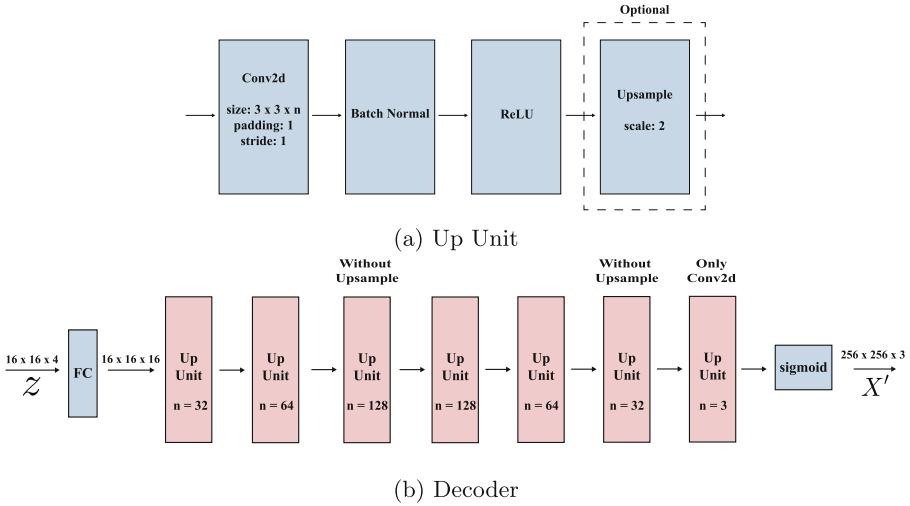 Optional
Conv2d
size: 3 x 3 x n
padding: 1
stride: 1
Batch Normal
ReLU
Upsample
scale: 2
(a) Up Unit
Without
Upsample
Without
Upsample
Only
Conv2d
16 x 16 x 4
z
FC
16 x 16 x 16
Up
Unit
n = 32
Up
Unit
n = 64
Up
Unit
n = 128
Up
Unit
n = 128
Up
Unit
n = 64
Up
Unit
n = 32
Up
Unit
n = 3
sigmoid
256 x 256 x 3
X'
(b) Decoder